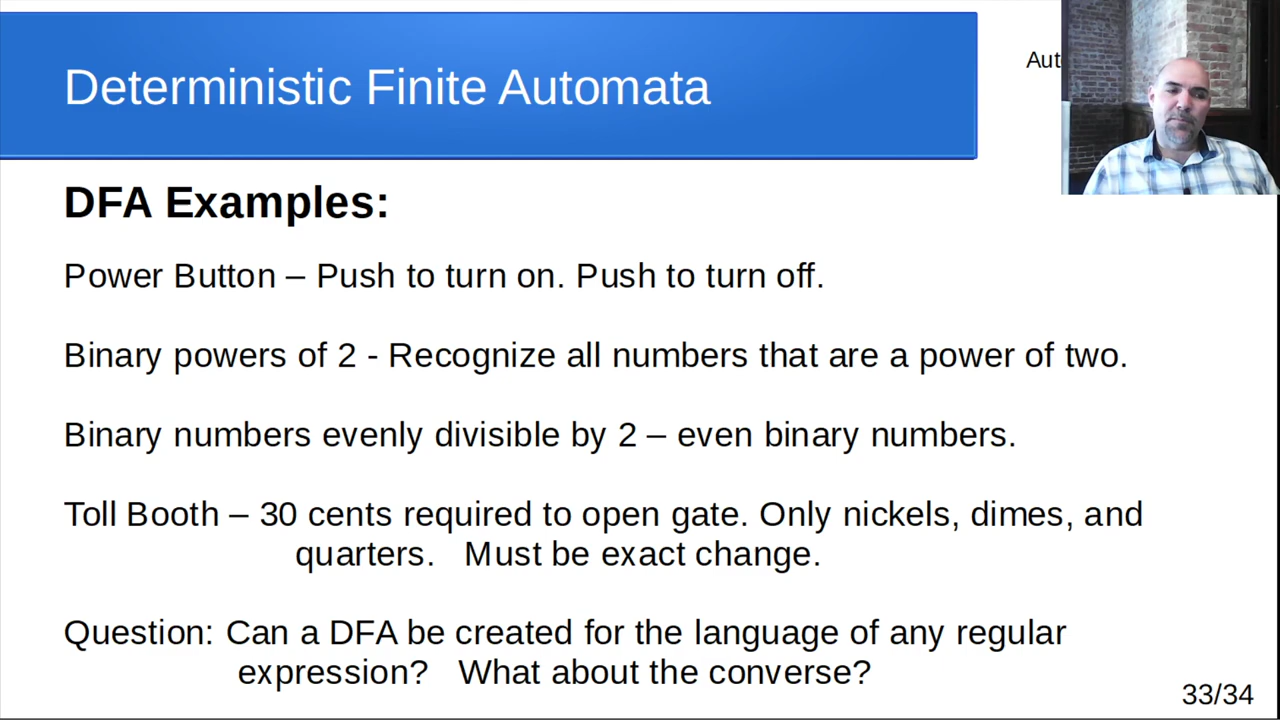 Deterministic Finite Automata
DFA Examples:
Power Button – Push to turn on. Push to turn off.
Binary powers of 2 - Recognize all numbers that are a power of two.
Binary numbers evenly divisible by 2 – even binary numbers.
Toll Booth – 30 cents required to open gate. Only nickels, dimes, and
quarters. Must be exact change.
Question: Can a DFA be created for the language of any regular
expression? What about the converse?
33/34